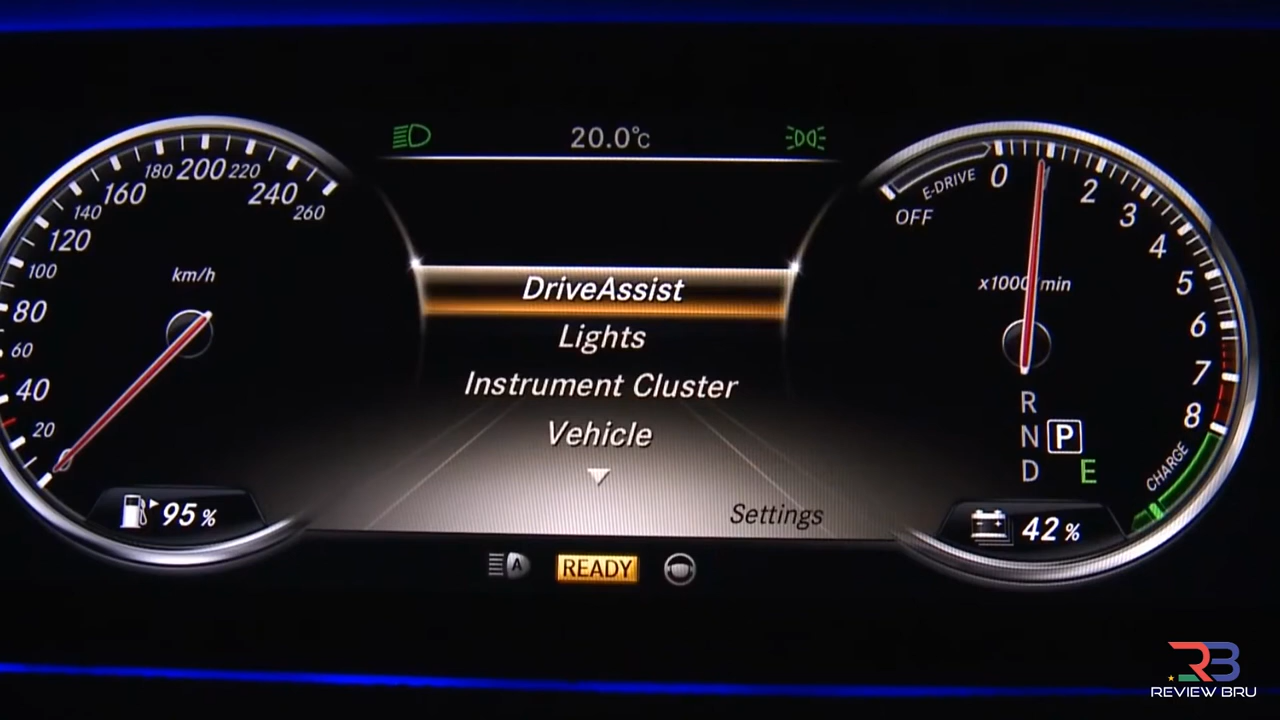 20.0°C
180 200 220
160
240
140
260
120
100
km/h
80
60
40
20
95%
DriveAssist
Lights
Instrument Cluster
Vehicle
Settings
A
READY
E-DRIVE
OFF
0
2
3
4
5
6
7
8
x1000/min
R
N P
D E
CHARGE
42%
RB
REVIEW BRU